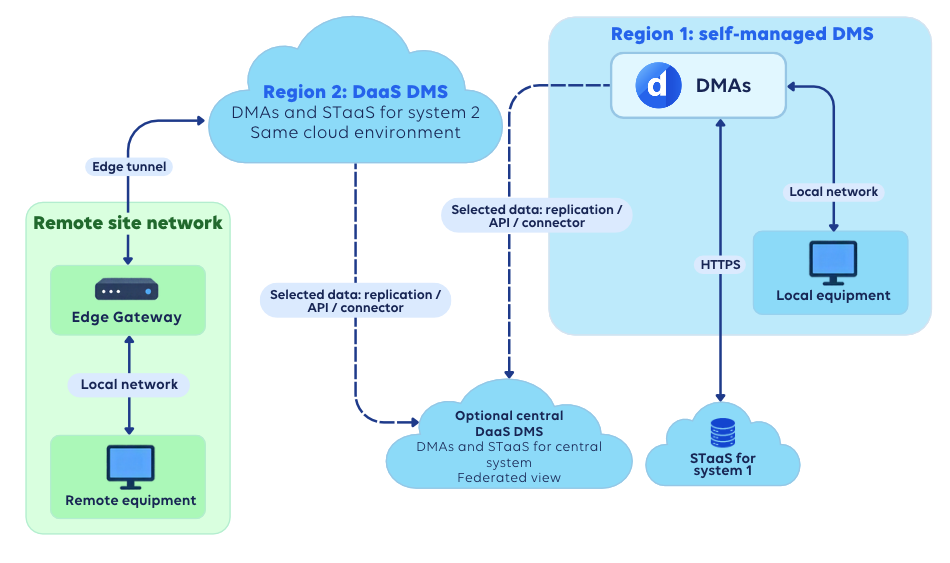 Region 1: self-managed DMS
d
DMAs
Region 2: DaaS DMS
DMAs and STaaS for system 2
Same cloud environment
Edge tunnel
Local network
Selected data: replication /
API / connector
Remote site network
HTTPS
Local equipment
Edge Gateway
Selected data: replication /
API / connector
Local network
Optional central
DaaS DMS
DMAs and STaaS for central
system
Federated view
STaaS for
system 1
Remote equipment